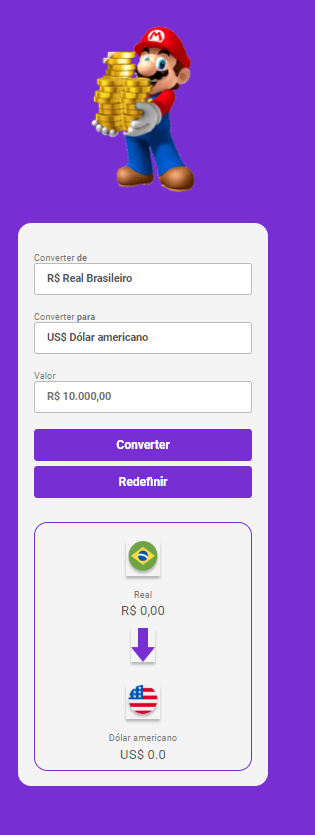 M
Converter de
R$ Real Brasileiro
Converter para
US$ Dólar americano
Valor
R$ 10.000,00
Converter
Redefinir
Real
R$ 0,00
Dólar americano
US$ 0.0